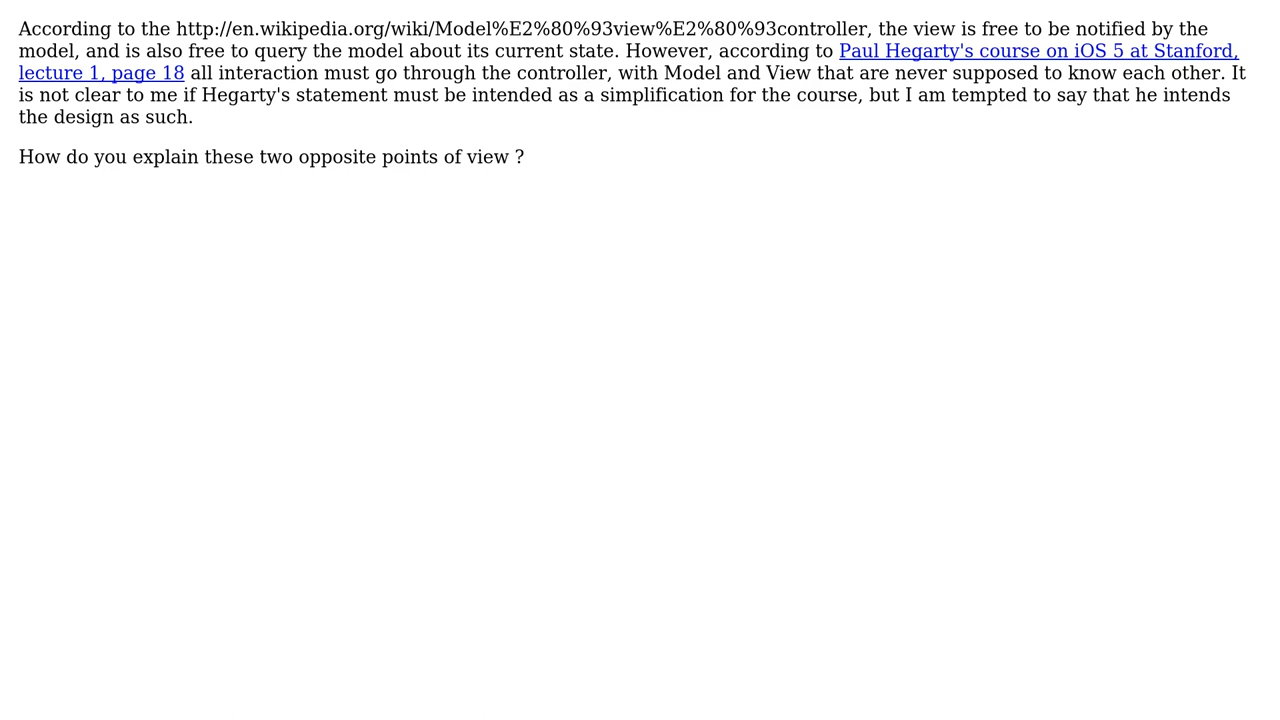 According to the http://en.wikipedia.org/wiki/Model%E2%80%93view%E2%80%93controller, the view is free to be notified by the
model, and is also free to query the model about its current state. However, according to Paul Hegarty's course on iOS 5 at Stanford,
lecture 1, page 18 all interaction must go through the controller, with Model and View that are never supposed to know each other. It
is not clear to me if Hegarty's statement must be intended as a simplification for the course, but I am tempted to say that he intends
the design as such.
How do you explain these two opposite points of view ?